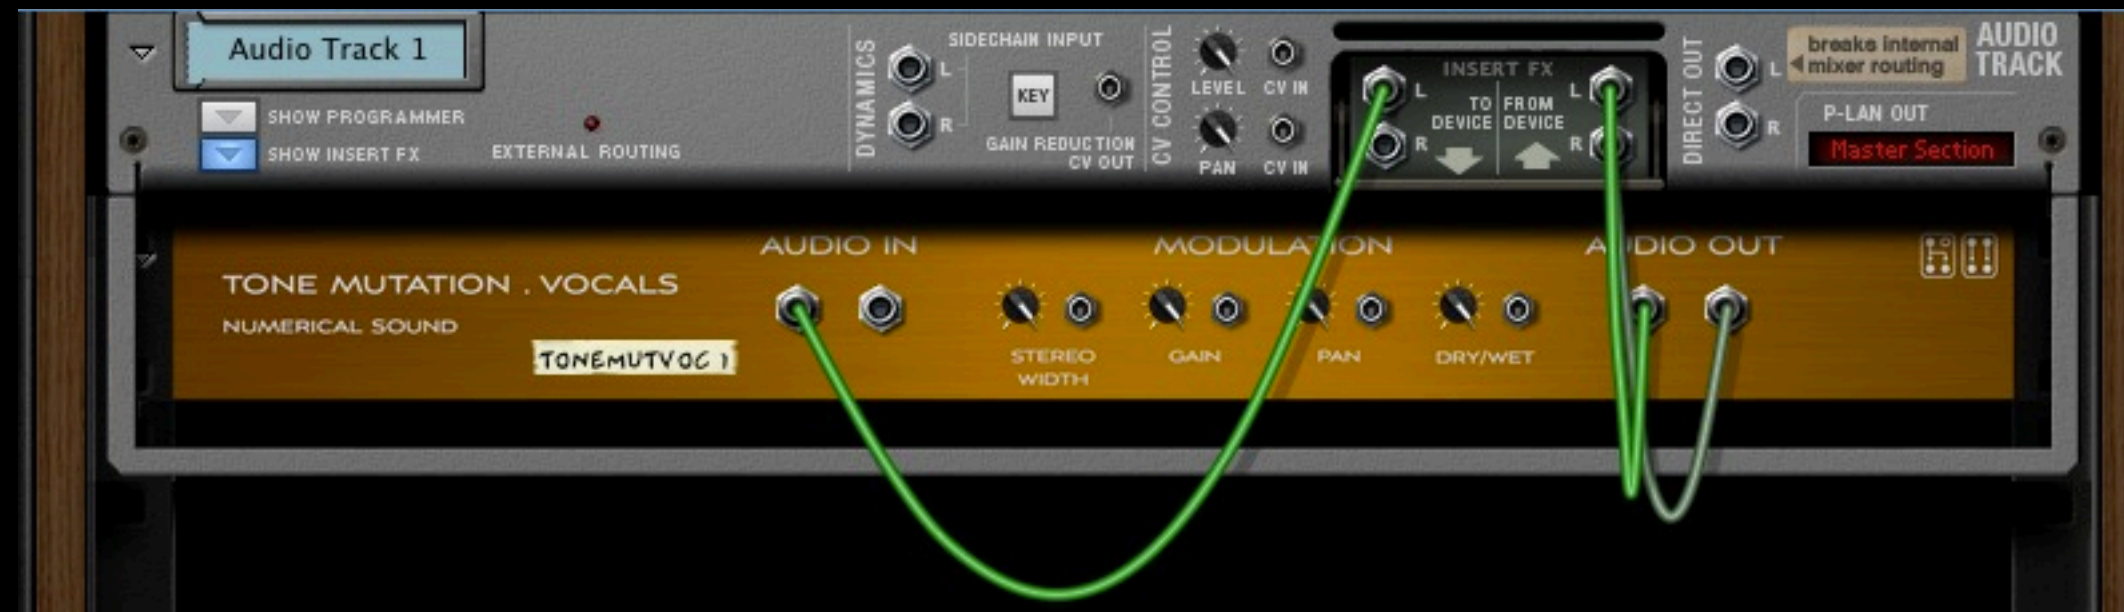 Audio Track 1
SHOW PROGRAMMER
SHOW INSERT FX
EXTERNAL ROUTING
DYNAMICS
L
R
SIDECHAIN INPUT
KEY
GAIN REDUCTION
CV OUT
CV CONTROL
LEVEL CV IN
PAN CV IN
INSERT FX
L
R
TO
DEVICE
FROM
DEVICE
L
R
DIRECT OUT
L
R
breaks internal
mixer routing
AUDIO
TRACK
P-LAN OUT
Master Section
TONE MUTATION . VOCALS
NUMERICAL SOUND
TONEMUTVOC 1
AUDIO IN
MODULATION
STEREO
WIDTH
GAIN
PAN
DRY/WET
AUDIO OUT